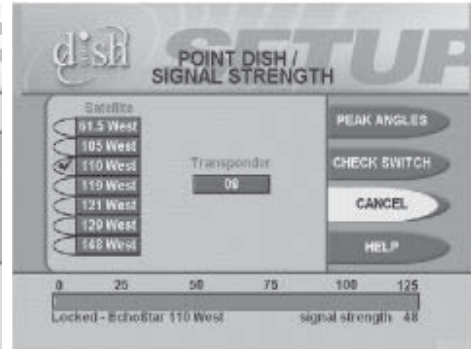 dish
SETUP
POINT DISH /
SIGNAL STRENGTH
Satellite
61.5 West
105 West
110 West
119 West
121 West
129 West
148 West
Transponder
PEAK ANGLES
CHECK SWITCH
CANCEL
HELP
0 25 50 75 100 125
Locked - EchoStar 110 West signal strength 48